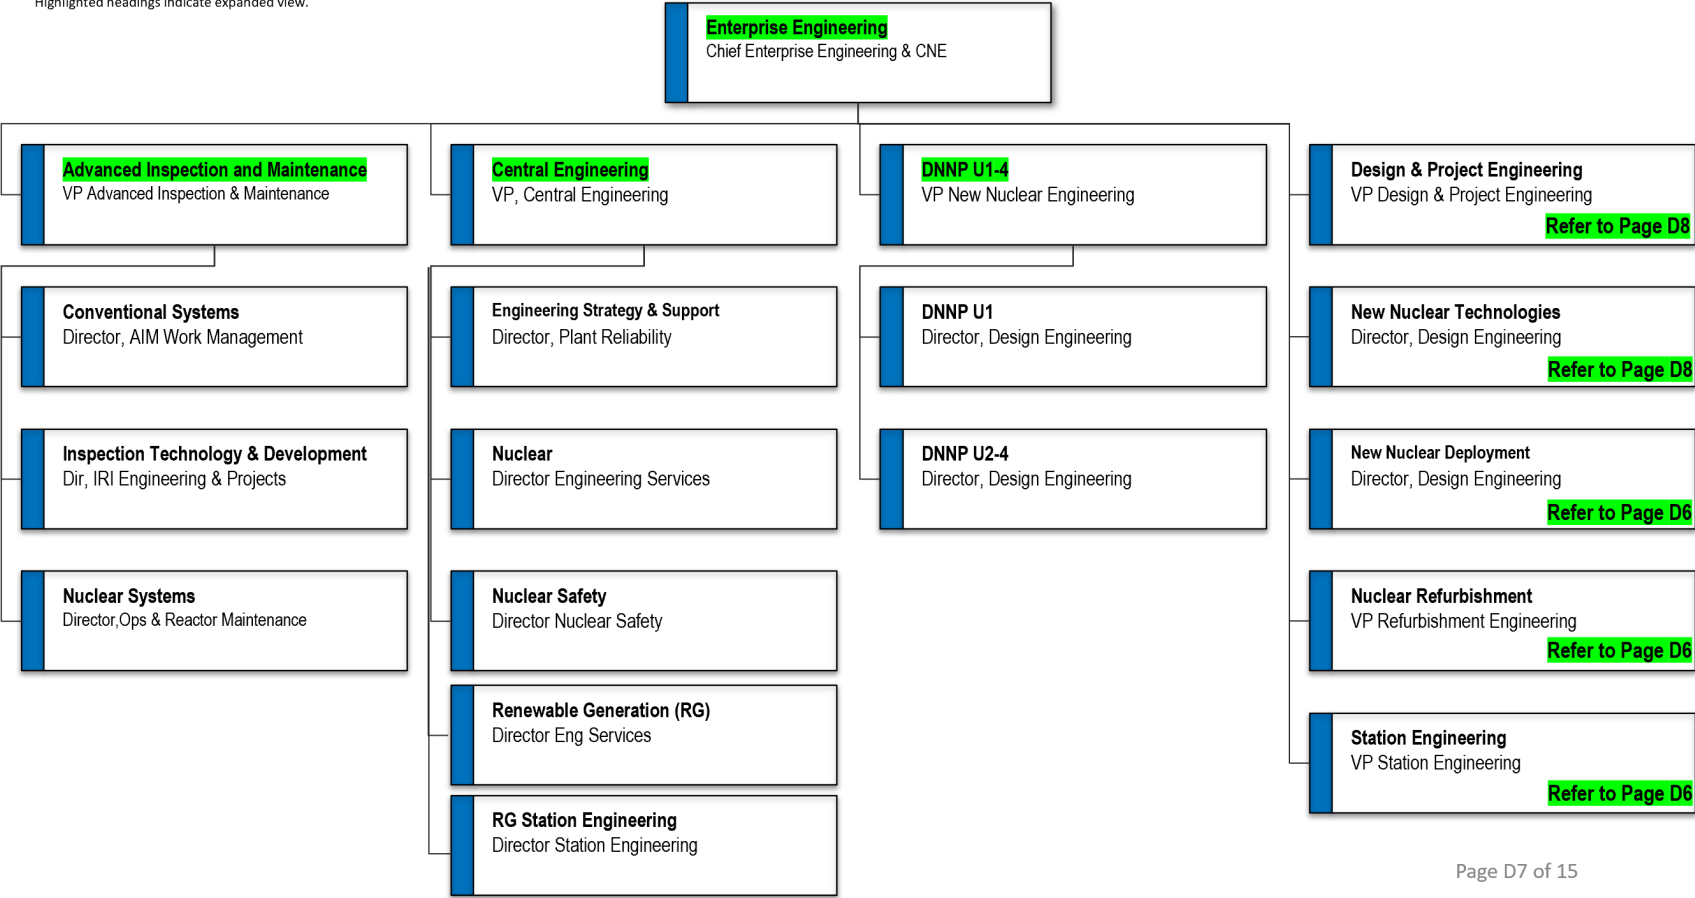 Highlighted headings indicate expanded view.
Enterprise Engineering
Chief Enterprise Engineering & CNE
Advanced Inspection and Maintenance
VP Advanced Inspection & Maintenance
Central Engineering
VP, Central Engineering
DNNP U1-4
VP New Nuclear Engineering
Design & Project Engineering
VP Design & Project Engineering
Refer to Page D8
Conventional Systems
Director, AIM Work Management
Engineering Strategy & Support
Director, Plant Reliability
DNNP U1
Director, Design Engineering
New Nuclear Technologies
Director, Design Engineering
Refer to Page D8
Inspection Technology & Development
Dir, IRI Engineering & Projects
Nuclear
Director Engineering Services
DNNP U2-4
Director, Design Engineering
New Nuclear Deployment
Director, Design Engineering
Refer to Page D6
Nuclear Systems
Director,Ops & Reactor Maintenance
Nuclear Safety
Director Nuclear Safety
Nuclear Refurbishment
VP Refurbishment Engineering
Refer to Page D6
Renewable Generation (RG)
Director Eng Services
Station Engineering
VP Station Engineering
Refer to Page D6
RG Station Engineering
Director Station Engineering
Page D7 of 15